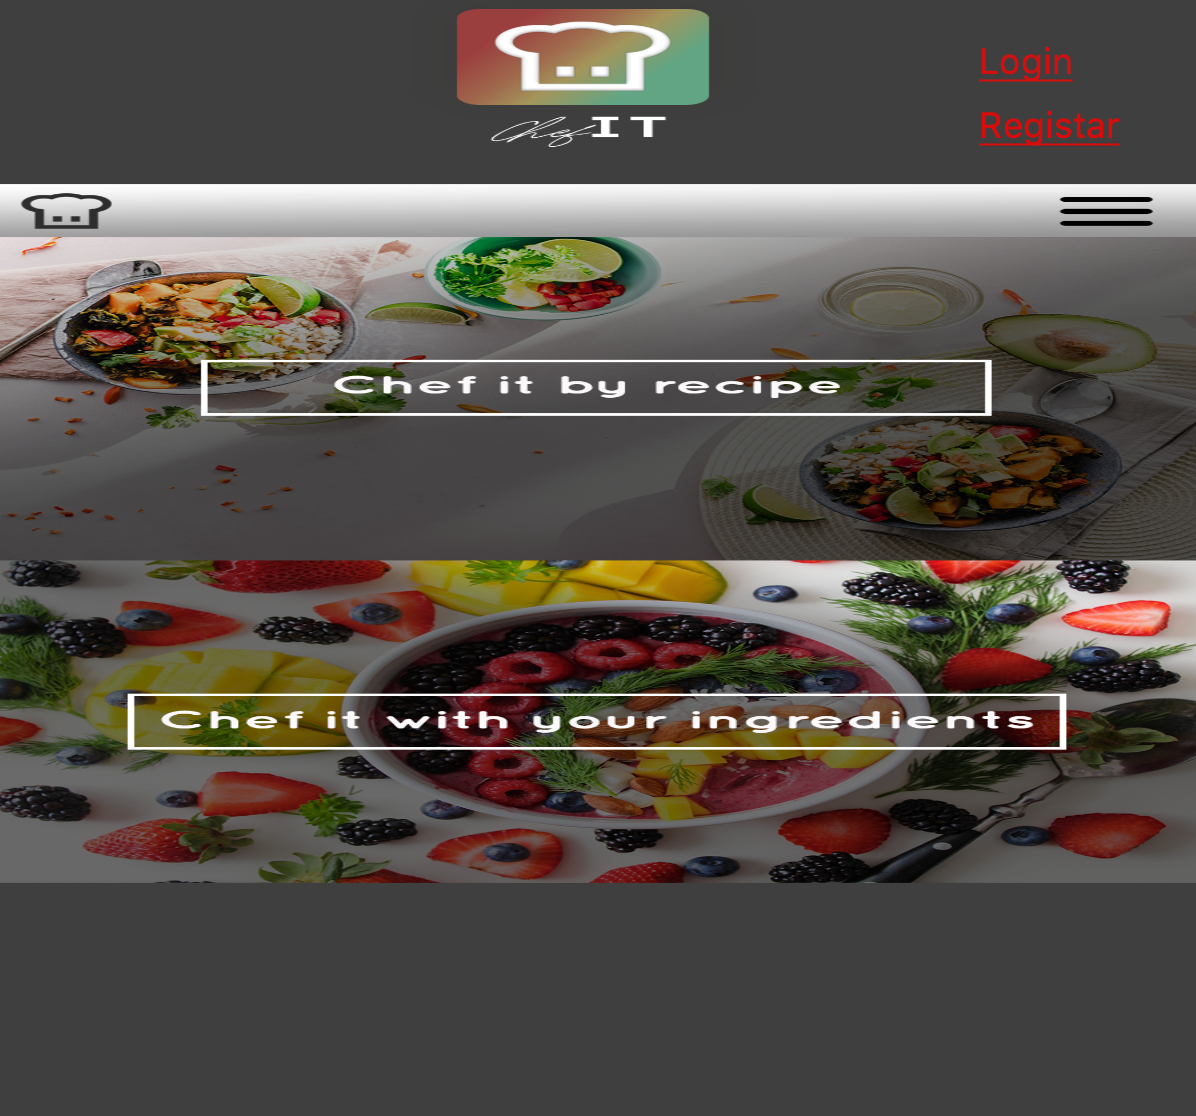 Login
Chef IT
Registar
Chef it by recipe
Chef it with your ingredients